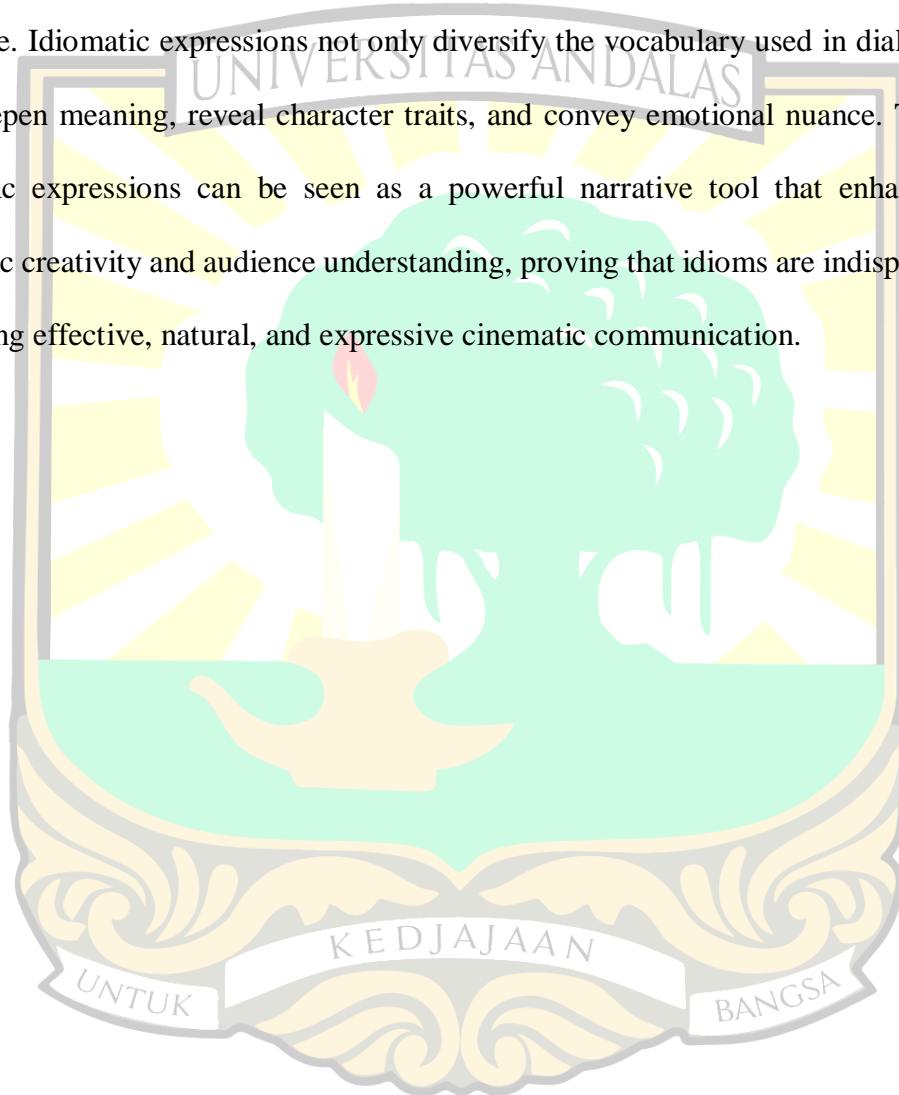 e. Idiomatic expressions not only diversify the vocabulary used in dial
epen meaning, reveal character traits, and convey emotional nuance. T
ic expressions can be seen as a powerful narrative tool that enha
c creativity and audience understanding, proving that idioms are indisp
ng effective, natural, and expressive cinematic communication.
UNIVERSITAS ANDALAS
KEDJAJAAN
UNTUK
BANGSA